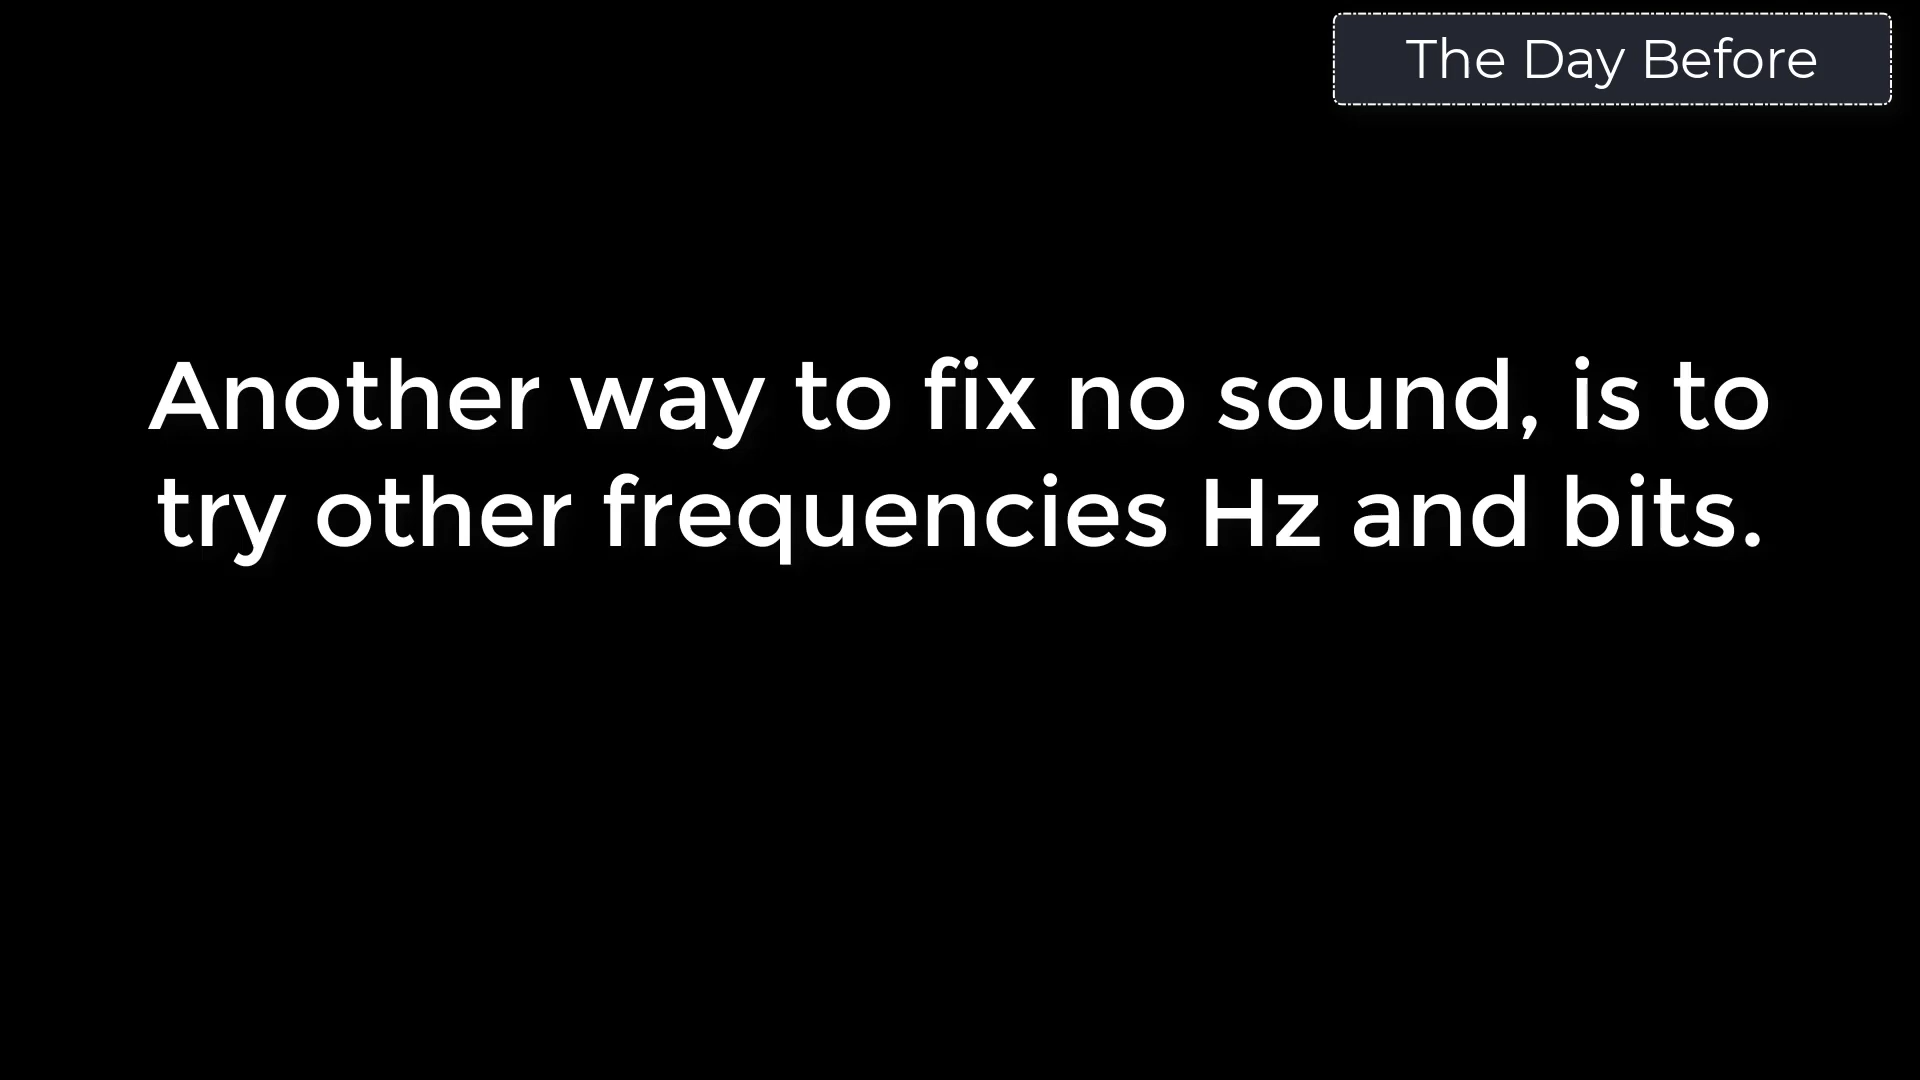 The Day Before
Another way to fix no sound, is to
try other frequencies Hz and bits.